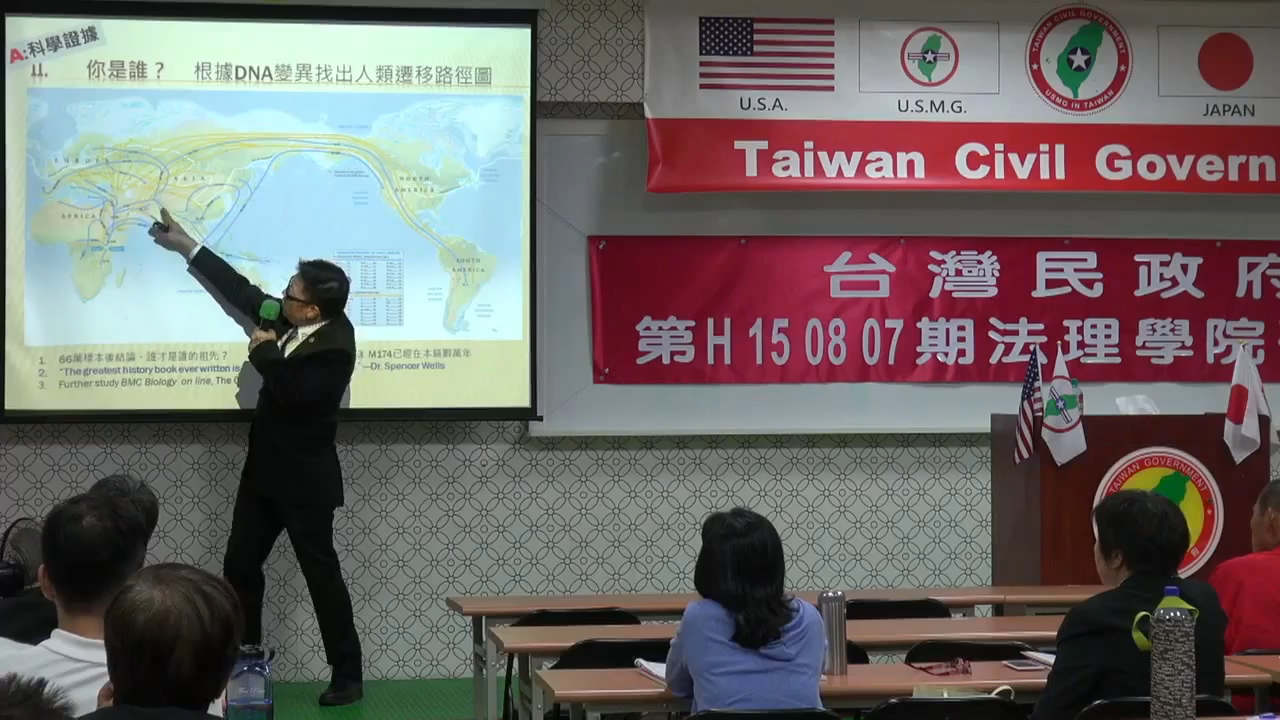 A:科學證據
II. 你是誰？ 根據DNA變異找出人類遷移路徑圖
EUROPE
ASIA
AFRICA
NORTH
AMERICA
SOUTH
AMERICA
1. 66萬標本後結論，誰才是誰的祖先？
3 M174已經在本島數萬年
2. "The greatest history book ever written is
"—Dr. Spencer Wells
3. Further study BMC Biology on line, The
U.S.A.
U.S.M.G.
TAIWAN CIVIL GOVERNMENT
USMG IN TAIWAN
JAPAN
Taiwan Civil Govern
台灣民政府
第H 15 08 07期法理學院
TAIWAN GOVERNMENT